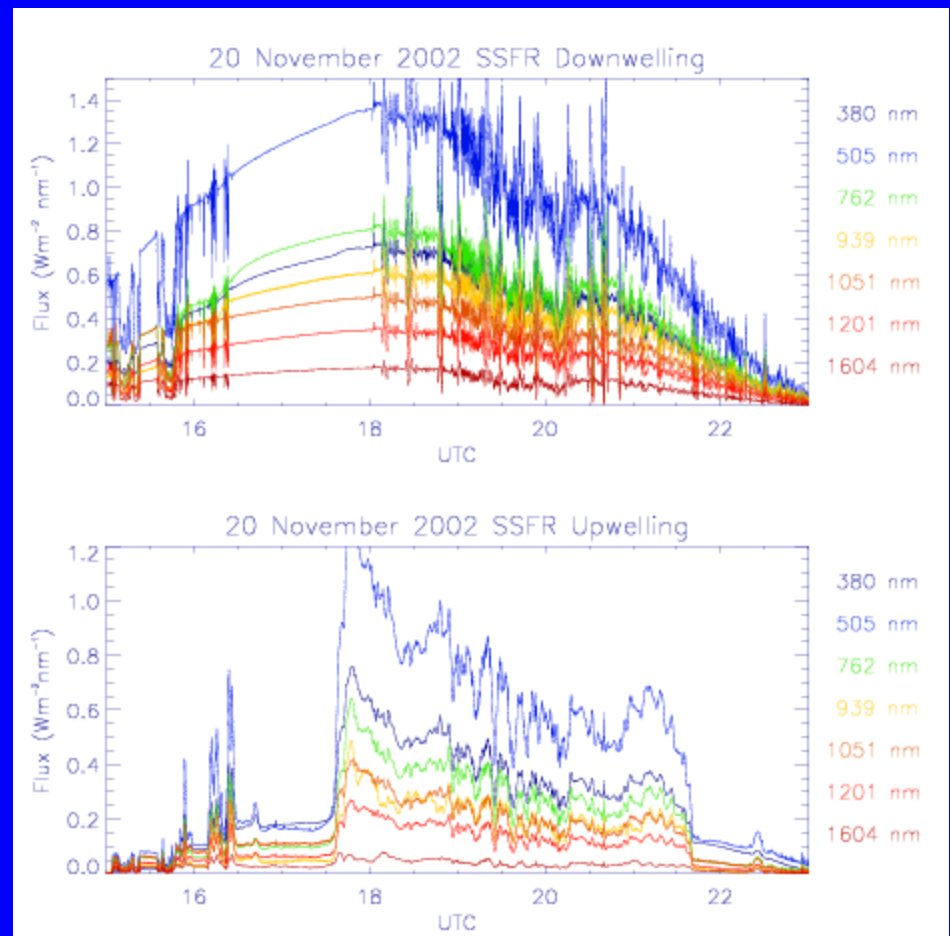 20 November 2002 SSFR Downwelling
Flux (Wm⁻² nm⁻¹)
1.4
1.2
1.0
0.8
0.6
0.4
0.2
0.0
16 18 20 22
UTC
380 nm
505 nm
762 nm
939 nm
1051 nm
1201 nm
1604 nm
20 November 2002 SSFR Upwelling
Flux (Wm⁻²nm⁻¹)
1.2
1.0
0.8
0.6
0.4
0.2
0.0
16 18 20 22
UTC
380 nm
505 nm
762 nm
939 nm
1051 nm
1201 nm
1604 nm